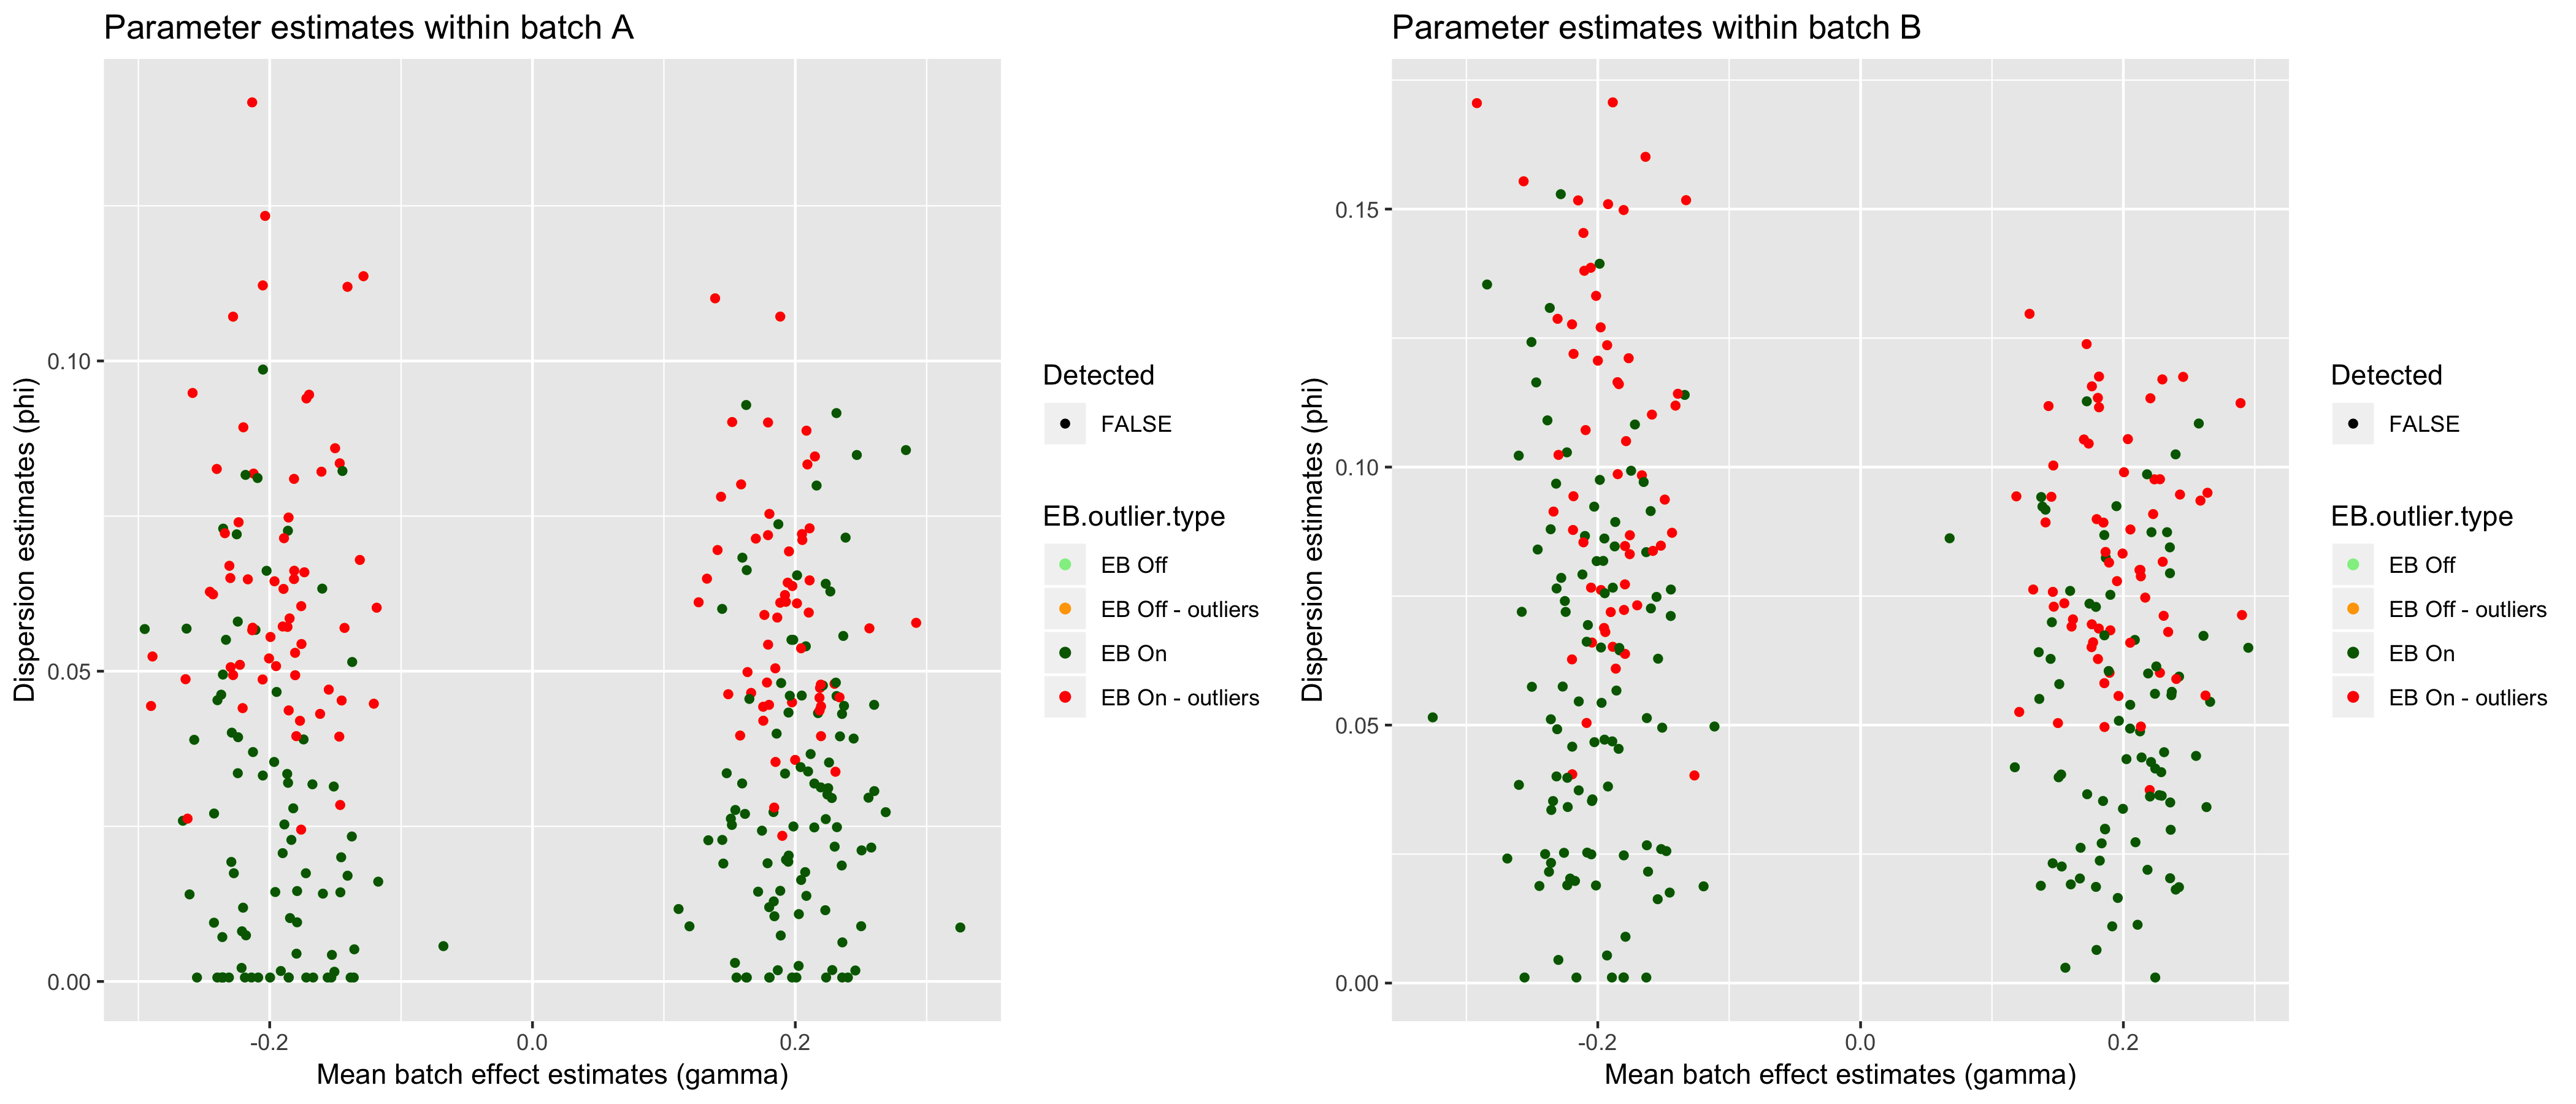 Parameter estimates within batch A
Dispersion estimates (phi)
0.10
0.05
0.00
-0.2
0.0
0.2
Mean batch effect estimates (gamma)
Detected
FALSE
EB.outlier.type
EB Off
EB Off - outliers
EB On
EB On - outliers
Parameter estimates within batch B
Dispersion estimates (phi)
0.15
0.10
0.05
0.00
-0.2
0.0
0.2
Mean batch effect estimates (gamma)
Detected
FALSE
EB.outlier.type
EB Off
EB Off - outliers
EB On
EB On - outliers